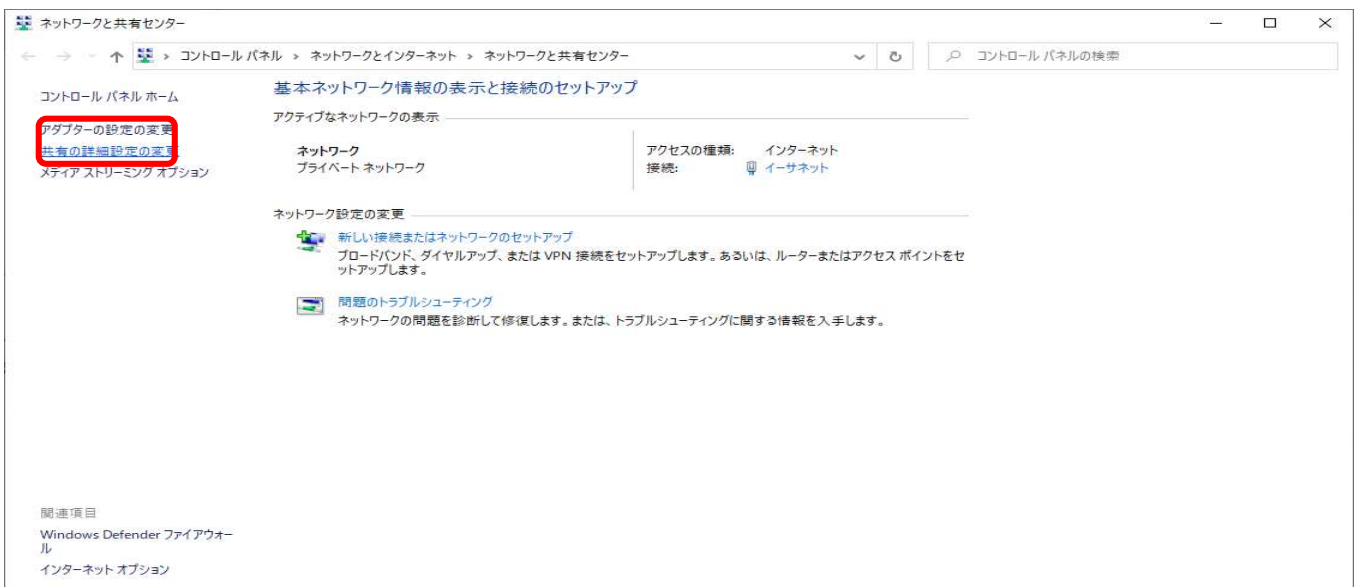 ネットワークと共有センター
コントロール パネル › ネットワークとインターネット › ネットワークと共有センター
コントロール パネルの検索
コントロール パネル ホーム
アダプターの設定の変更
共有の詳細設定の変更
メディア ストリーミング オプション
基本ネットワーク情報の表示と接続のセットアップ
アクティブなネットワークの表示
ネットワーク
プライベート ネットワーク
アクセスの種類: インターネット
接続: イーサネット
ネットワーク設定の変更
新しい接続またはネットワークのセットアップ
ブロードバンド、ダイヤルアップ、または VPN 接続をセットアップします。あるいは、ルーターまたはアクセス ポイントをセ
ットアップします。
問題のトラブルシューティング
ネットワークの問題を診断して修復します。または、トラブルシューティングに関する情報を入手します。
関連項目
Windows Defender ファイアウォー
ル
インターネット オプション